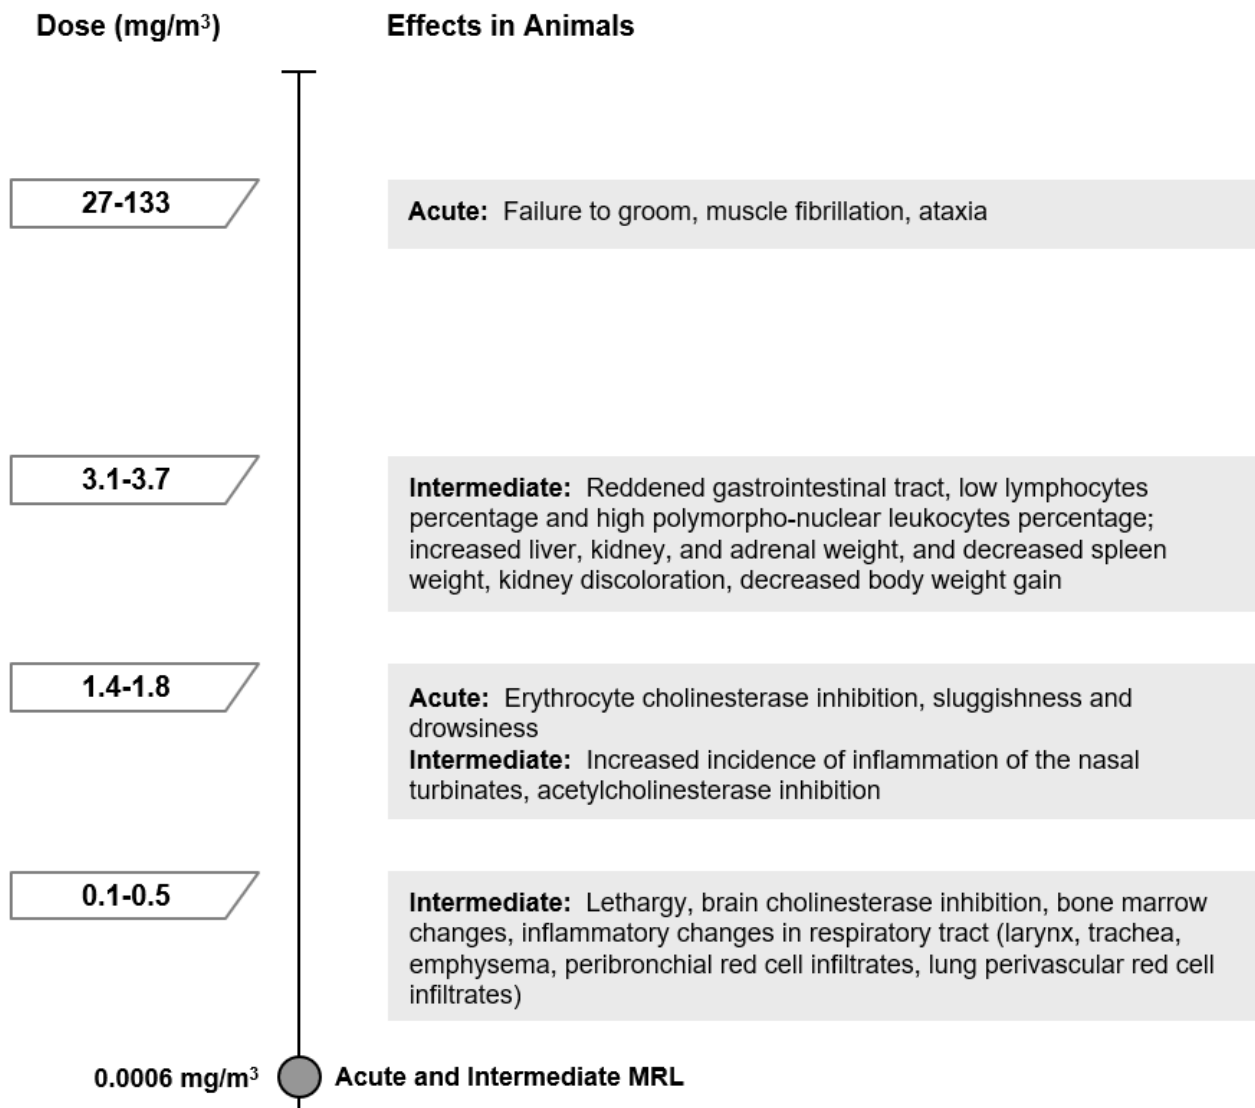 Dose (mg/m³) Effects in Animals
27-133
Acute: Failure to groom, muscle fibrillation, ataxia
3.1-3.7
Intermediate: Reddened gastrointestinal tract, low lymphocytes
percentage and high polymorpho-nuclear leukocytes percentage;
increased liver, kidney, and adrenal weight, and decreased spleen
weight, kidney discoloration, decreased body weight gain
1.4-1.8
Acute: Erythrocyte cholinesterase inhibition, sluggishness and
drowsiness
Intermediate: Increased incidence of inflammation of the nasal
turbinates, acetylcholinesterase inhibition
0.1-0.5
Intermediate: Lethargy, brain cholinesterase inhibition, bone marrow
changes, inflammatory changes in respiratory tract (larynx, trachea,
emphysema, peribronchial red cell infiltrates, lung perivascular red cell
infiltrates)
0.0006 mg/m³ Acute and Intermediate MRL